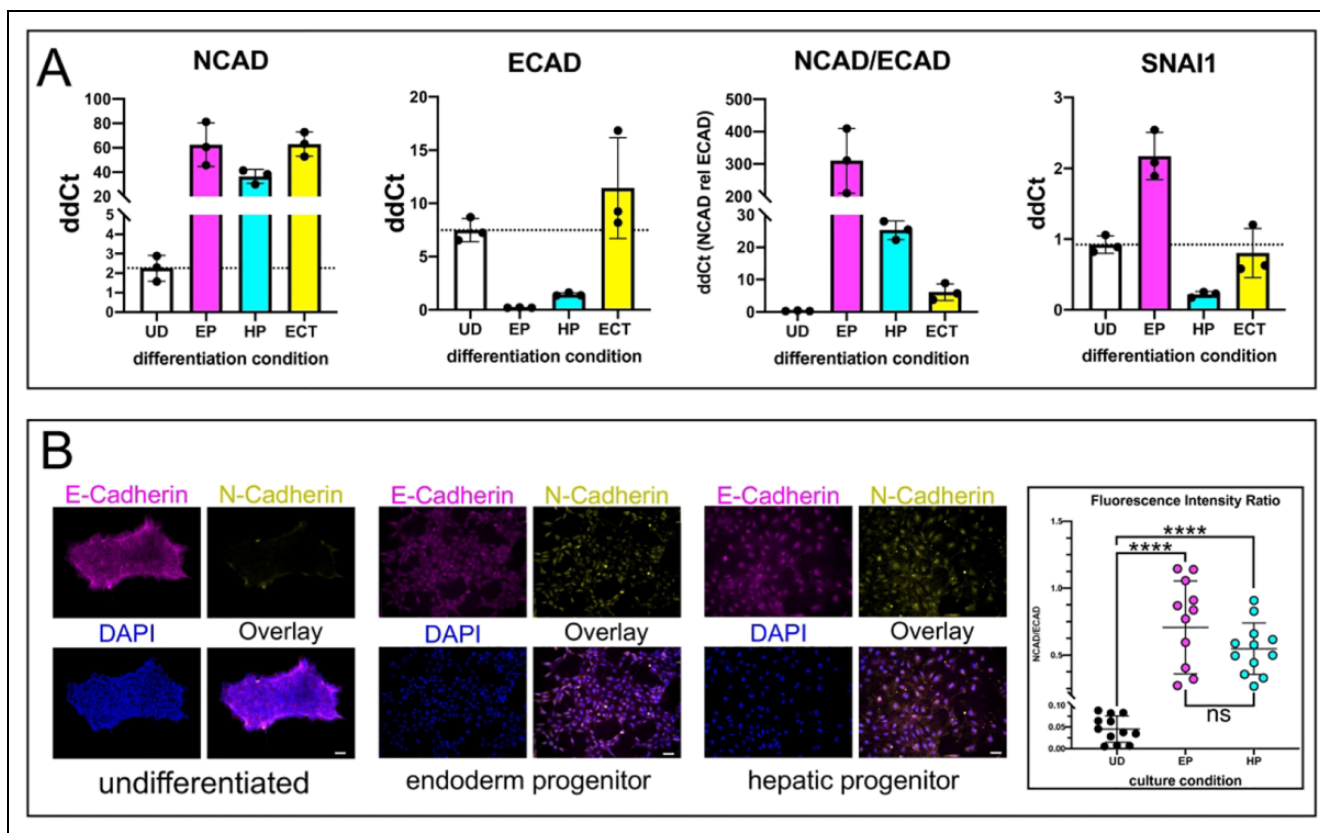 A
NCAD
ddCt
100
80
60
40
20
5
4
3
2
1
0
UD EP HP ECT
differentiation condition
ECAD
ddCt
20
15
10
5
0
UD EP HP ECT
differentiation condition
NCAD/ECAD
ddCt (NCAD rel ECAD)
500
400
300
200
30
20
10
0
UD EP HP ECT
differentiation condition
SNAI1
ddCt
3
2
1
0
UD EP HP ECT
differentiation condition
B
E-Cadherin N-Cadherin
DAPI Overlay
undifferentiated
E-Cadherin N-Cadherin
DAPI Overlay
endoderm progenitor
E-Cadherin N-Cadherin
DAPI Overlay
hepatic progenitor
Fluorescence Intensity Ratio
NCAD/ECAD
1.5
1.0
0.5
0.10
0.05
0.00
****
****
ns
UD EP HP
culture condition